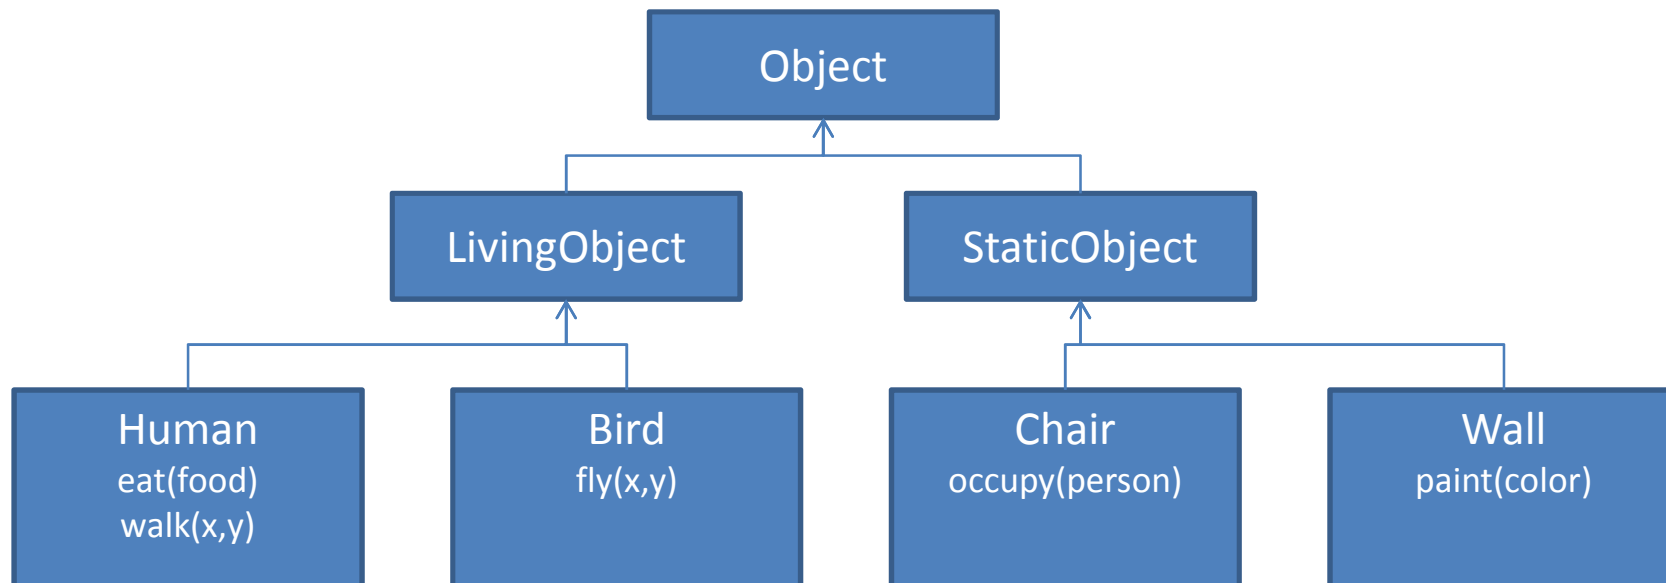 Object
LivingObject
StaticObject
Human
eat(food)
walk(x,y)
Bird
fly(x,y)
Chair
occupy(person)
Wall
paint(color)